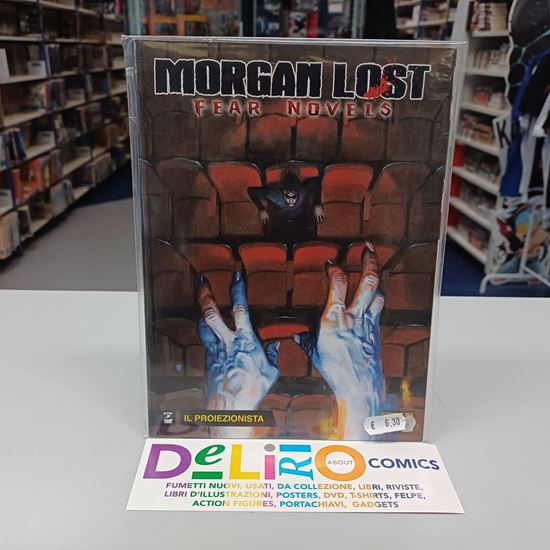 MORGAN LOST
FEAR NOVELS
IL PROIEZIONISTA
€ 6,30
DeLiRiO ABOUT COMICS
FUMETTI NUOVI, USATI, DA COLLEZIONE, LIBRI, RIVISTE,
LIBRI D'ILLUSTRAZIONI, POSTERS, DVD, T-SHIRTS, FELPE,
ACTION FIGURES, PORTACHIAVI, GADGETS